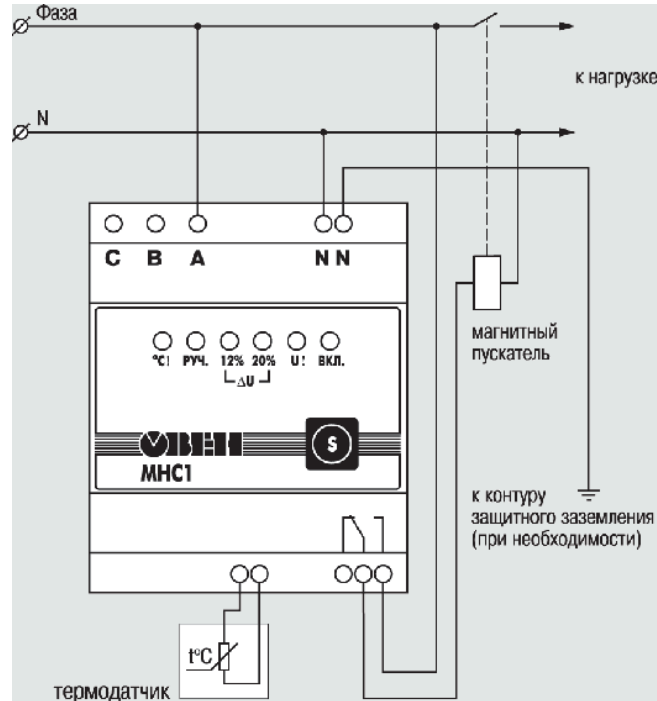 Фаза
к нагрузке
N
C B A N N
магнитный
пускатель
°C! РУЧ. 12% 20% U! ВКЛ.
ΔU
ОВЕН
S
МНС1
к контуру
защитного заземления
(при необходимости)
t°C
термодатчик